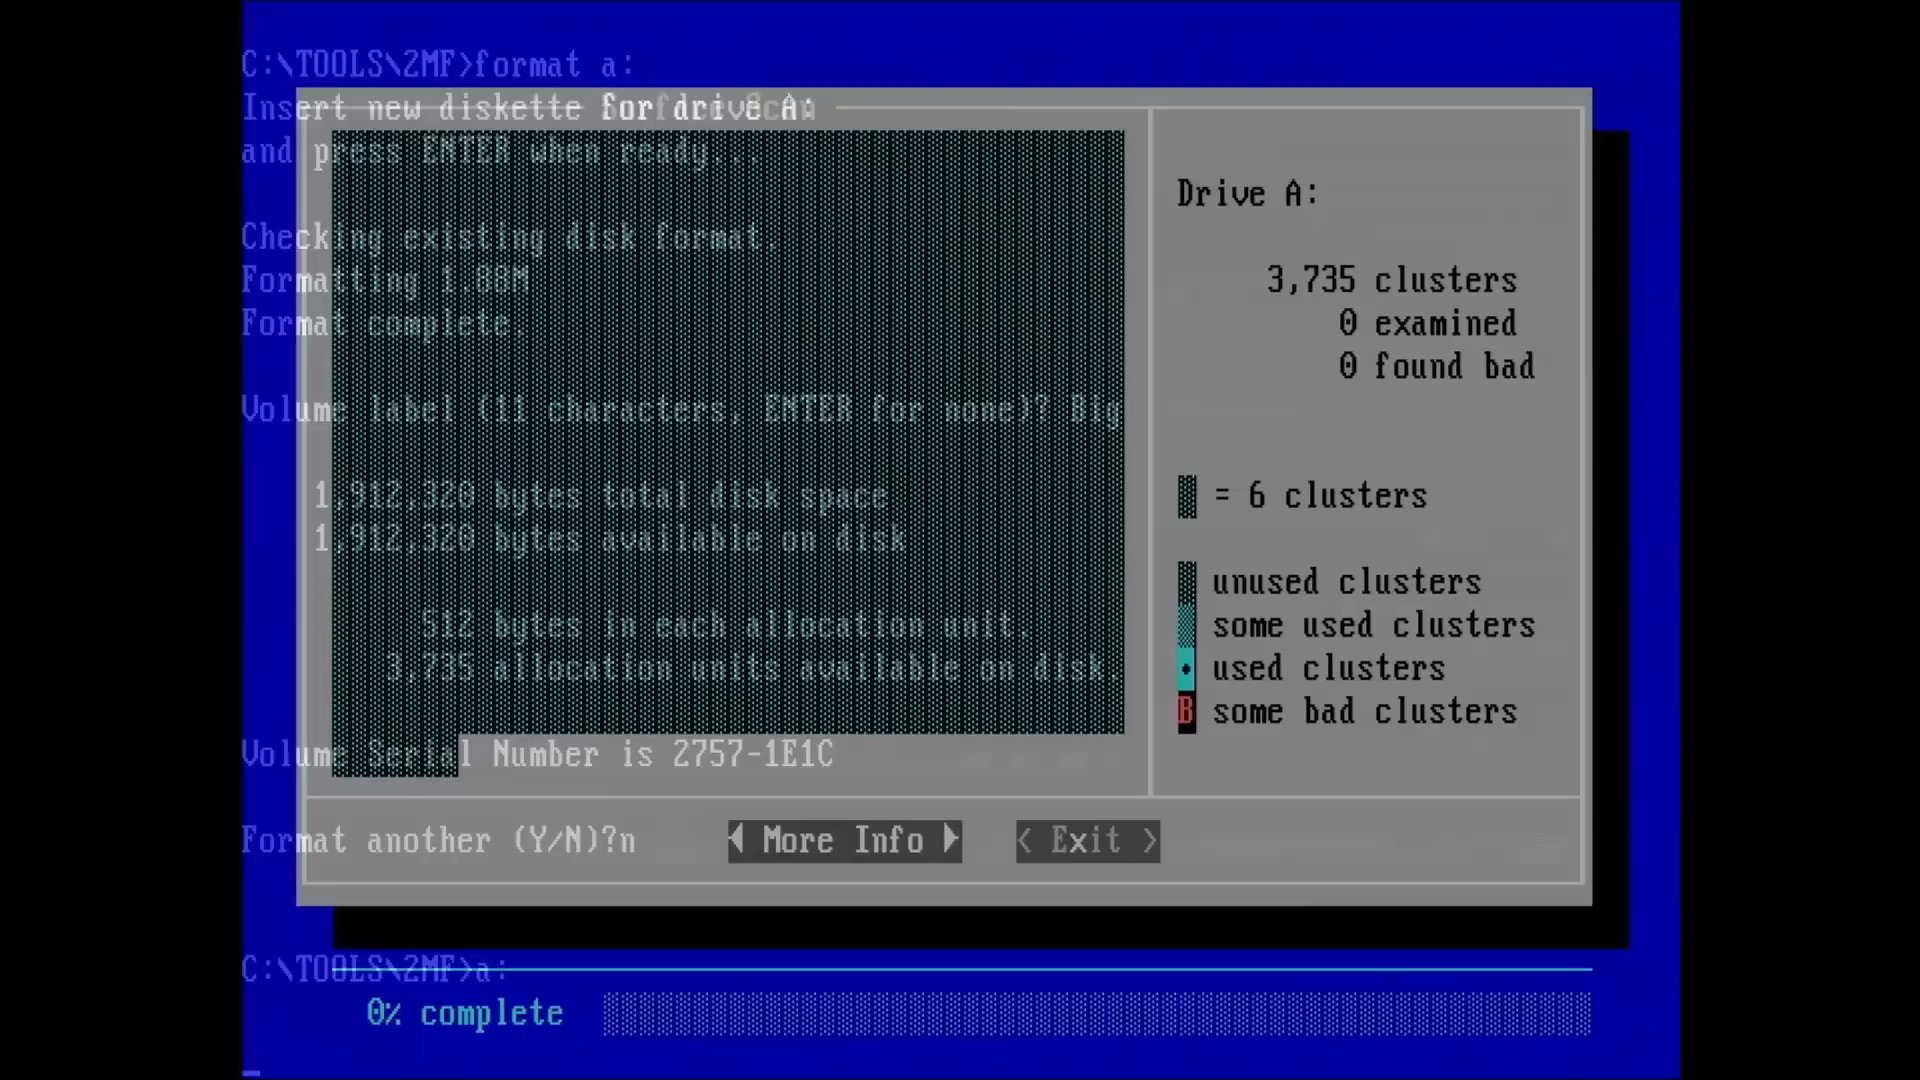 C:\TOOLS\2MF>format a:
Insert new diskette for drive A:
and press ENTER when ready..
Checking existing disk format.
Formatting 1.88M
Format complete.
Volume label (11 characters, ENTER for none)? Big
1,912,320 bytes total disk space
1,912,320 bytes available on disk
512 bytes in each allocation unit.
3,735 allocation units available on disk.
Volume Serial Number is 2757-1E1C
Format another (Y/N)?n
C:\TOOLS\2MF>a:
Drive A:
3,735 clusters
0 examined
0 found bad
= 6 clusters
unused clusters
some used clusters
used clusters
B some bad clusters
More Info
< Exit >
0% complete